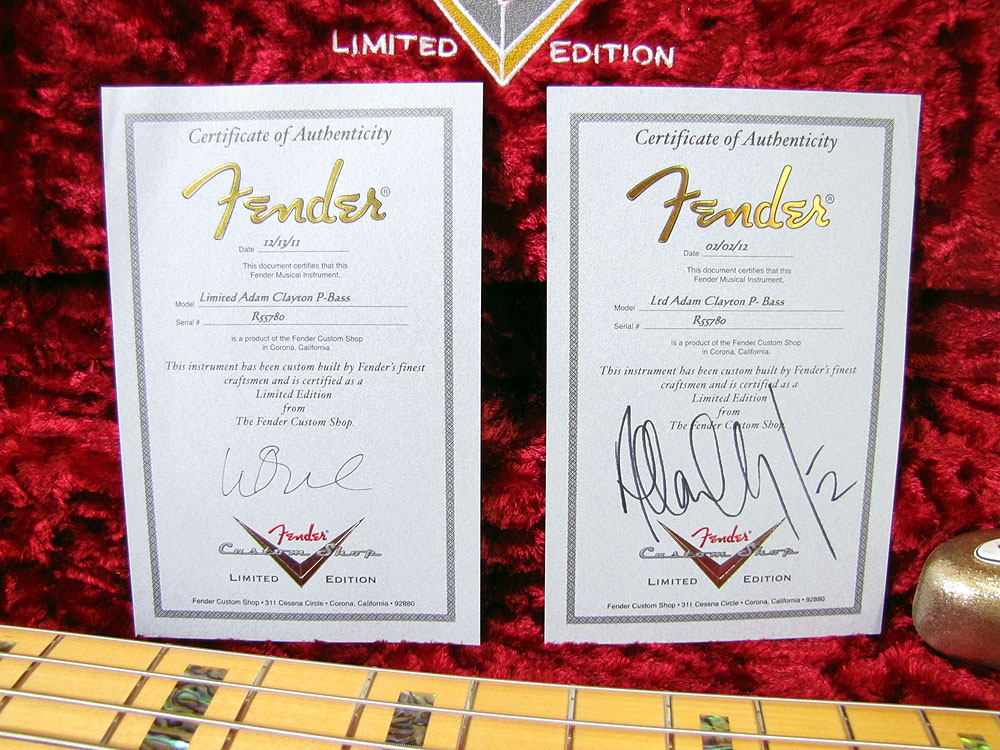 LIMITED EDITION
Certificate of Authenticity
Fender®
Date 12/13/11
This document certifies that this
Fender Musical Instrument,
Model Limited Adam Clayton P-Bass
Serial # R55780
is a product of the Fender Custom Shop
in Corona, California.
This instrument has been custom built by Fender's finest
craftsmen and is certified as a
Limited Edition
from
The Fender Custom Shop.
Fender
Custom Shop
LIMITED EDITION
Fender Custom Shop • 311 Cessna Circle • Corona, California • 92880
Certificate of Authenticity
Fender®
Date 02/02/12
This document certifies that this
Fender Musical Instrument,
Model Ltd Adam Clayton P-Bass
Serial # R55780
is a product of the Fender Custom Shop
in Corona, California.
This instrument has been custom built by Fender's finest
craftsmen and is certified as a
Limited Edition
from
The Fender Custom Shop.
Fender
Custom Shop
LIMITED EDITION
Fender Custom Shop • 311 Cessna Circle • Corona, California • 92880